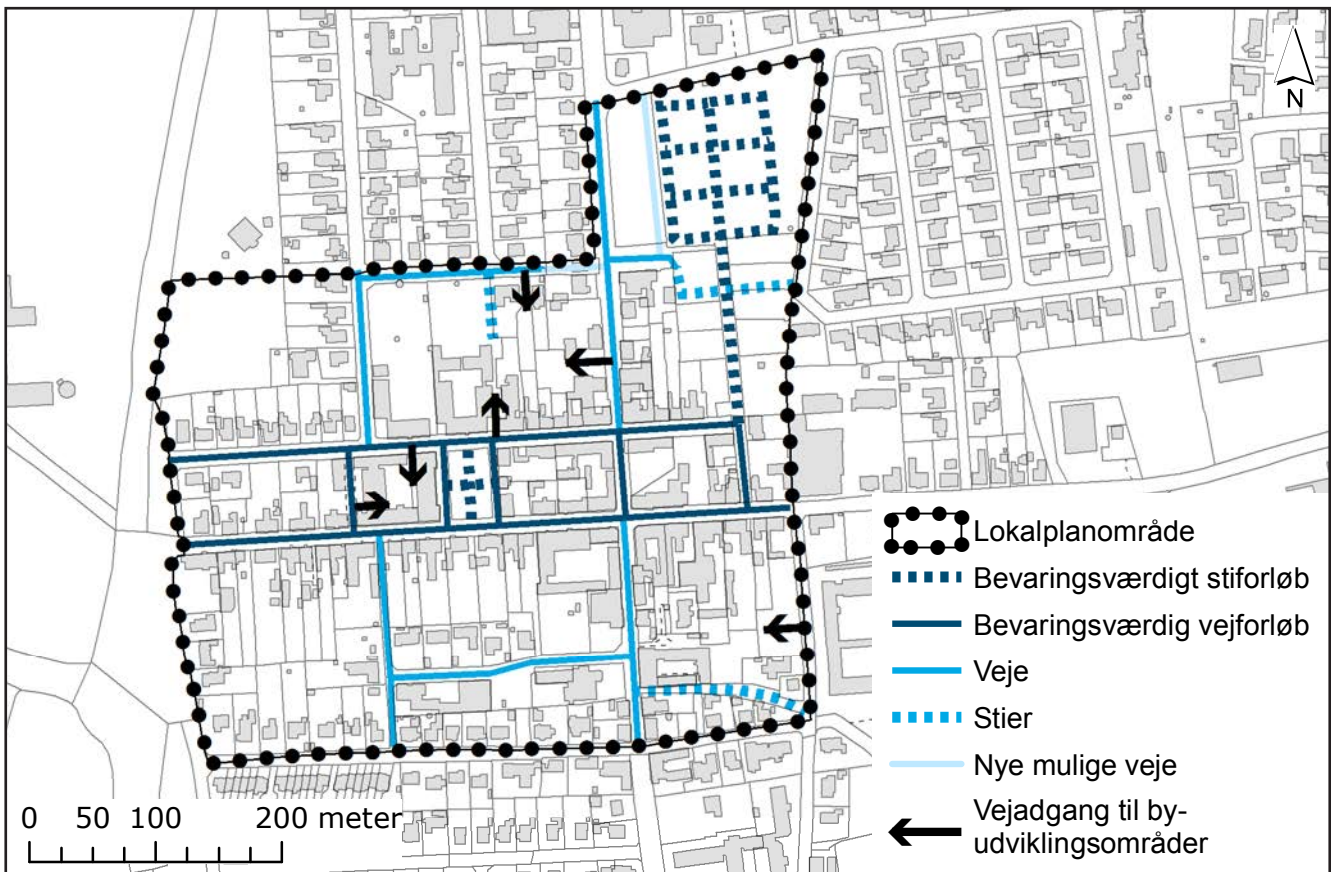 N
Lokalplanområde
Bevaringsværdigt stiforløb
Bevaringsværdig vejforløb
Veje
Stier
Nye mulige veje
Vejadgang til by-
udviklingsområder
0 50 100 200 meter